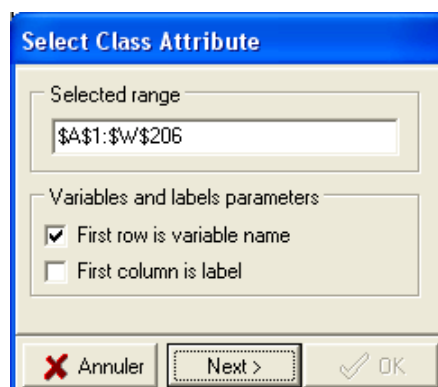 Select Class Attribute
Selected range
$A$1:$W$206
Variables and labels parameters
First row is variable name
First column is label
Annuler Next > OK